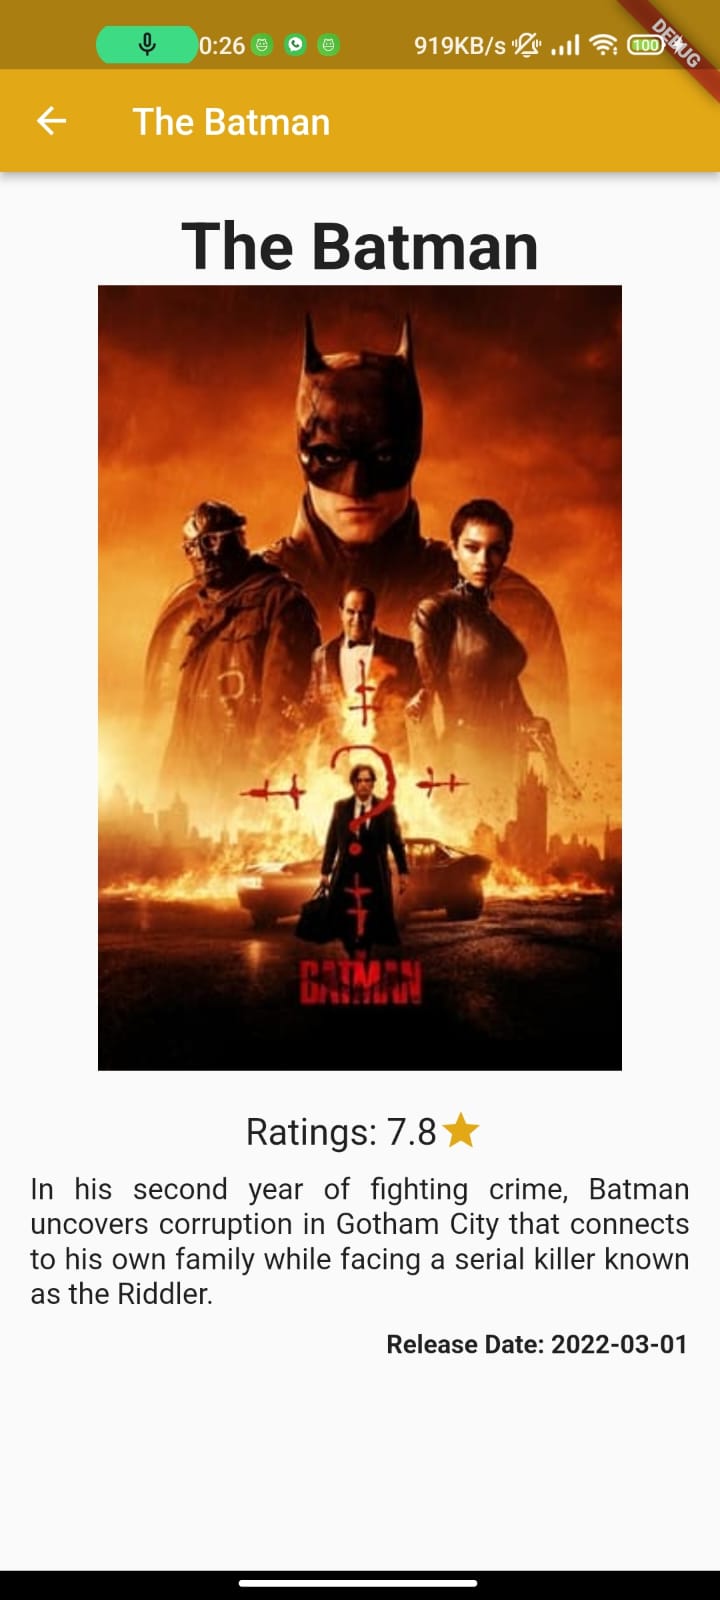 0:26
919KB/s
100
DEBUG
The Batman
The Batman
?
BATMAN
Ratings: 7.8
In his second year of fighting crime, Batman
uncovers corruption in Gotham City that connects
to his own family while facing a serial killer known
as the Riddler.
Release Date: 2022-03-01